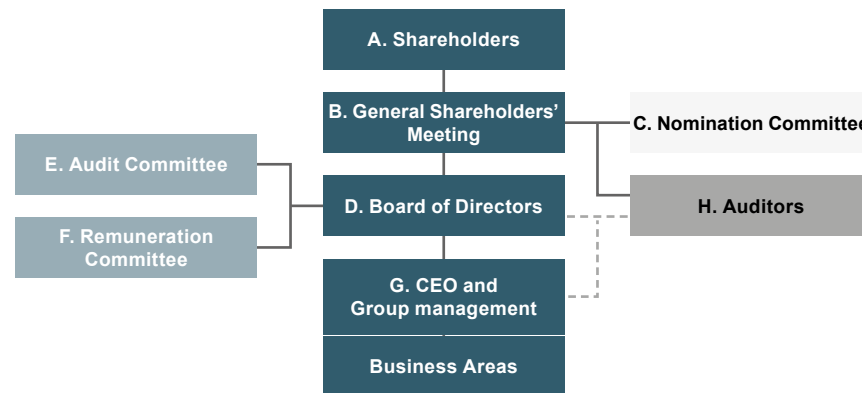 A. Shareholders
B. General Shareholders’
Meeting
C. Nomination Committee
E. Audit Committee
D. Board of Directors
H. Auditors
F. Remuneration
Committee
G. CEO and
Group management
Business Areas